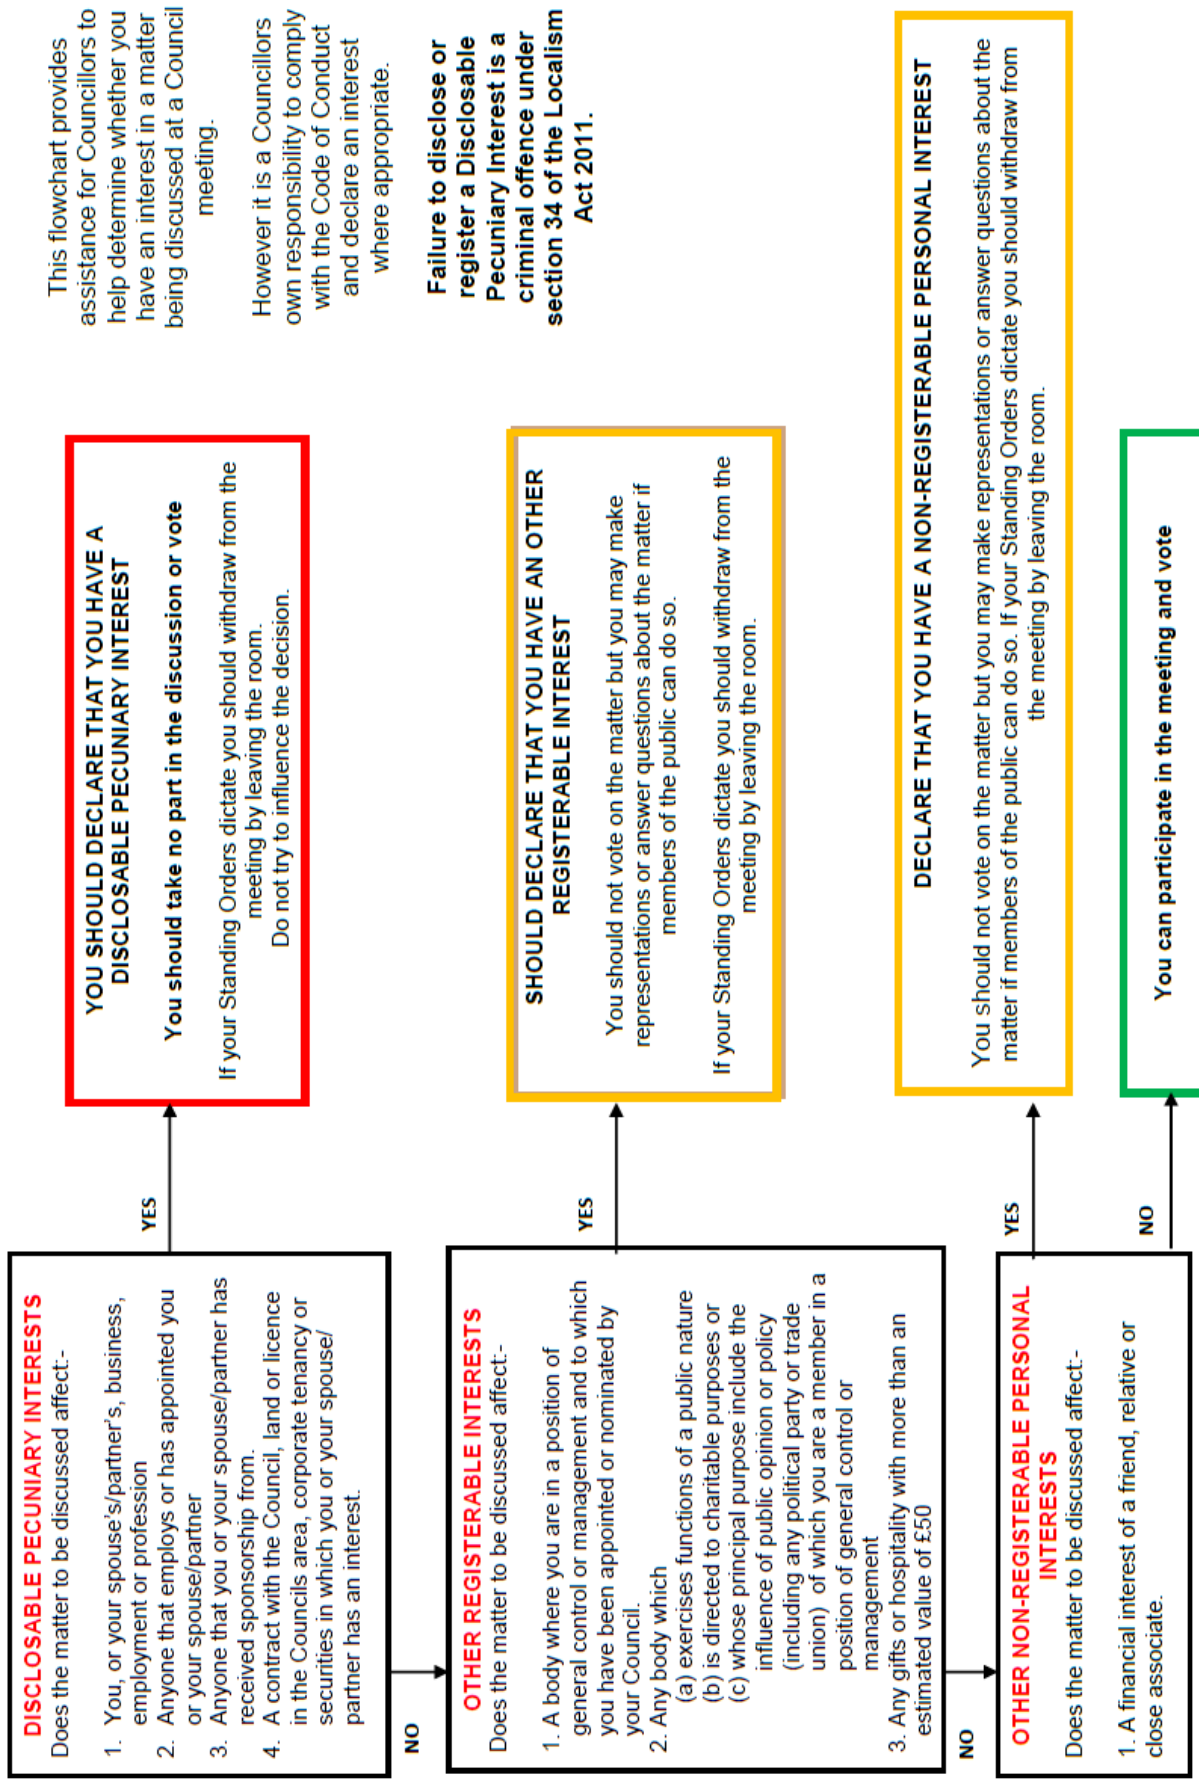 DISCLOSABLE PECUNIARY INTERESTS
Does the matter to be discussed affect:-
1. You, or your spouse's/partner's, business,
employment or profession
2. Anyone that employs or has appointed you
or your spouse/partner
3. Anyone that you or your spouse/partner has
received sponsorship from.
4. A contract with the Council, land or licence
in the Councils area, corporate tenancy or
securities in which you or your spouse/
partner has an interest.
YES
YOU SHOULD DECLARE THAT YOU HAVE A
DISCLOSABLE PECUNIARY INTEREST
You should take no part in the discussion or vote
If your Standing Orders dictate you should withdraw from the
meeting by leaving the room.
Do not try to influence the decision.
This flowchart provides
assistance for Councillors to
help determine whether you
have an interest in a matter
being discussed at a Council
meeting.
However it is a Councillors
own responsibility to comply
with the Code of Conduct
and declare an interest
where appropriate.
Failure to disclose or
register a Disclosable
Pecuniary Interest is a
criminal offence under
section 34 of the Localism
Act 2011.
NO
OTHER REGISTERABLE INTERESTS
Does the matter to be discussed affect:-
1. A body where you are in a position of
general control or management and to which
you have been appointed or nominated by
your Council.
2. Any body which
(a) exercises functions of a public nature
(b) is directed to charitable purposes or
(c) whose principal purpose include the
influence of public opinion or policy
(including any political party or trade
union) of which you are a member in a
position of general control or
management
3. Any gifts or hospitality with more than an
estimated value of £50
YES
SHOULD DECLARE THAT YOU HAVE AN OTHER
REGISTERABLE INTEREST
You should not vote on the matter but you may make
representations or answer questions about the matter if
members of the public can do so.
If your Standing Orders dictate you should withdraw from the
meeting by leaving the room.
NO
OTHER NON-REGISTERABLE PERSONAL
INTERESTS
Does the matter to be discussed affect:-
1. A financial interest of a friend, relative or
close associate.
YES
DECLARE THAT YOU HAVE A NON-REGISTERABLE PERSONAL INTEREST
You should not vote on the matter but you may make representations or answer questions about the
matter if members of the public can do so. If your Standing Orders dictate you should withdraw from
the meeting by leaving the room.
NO
You can participate in the meeting and vote